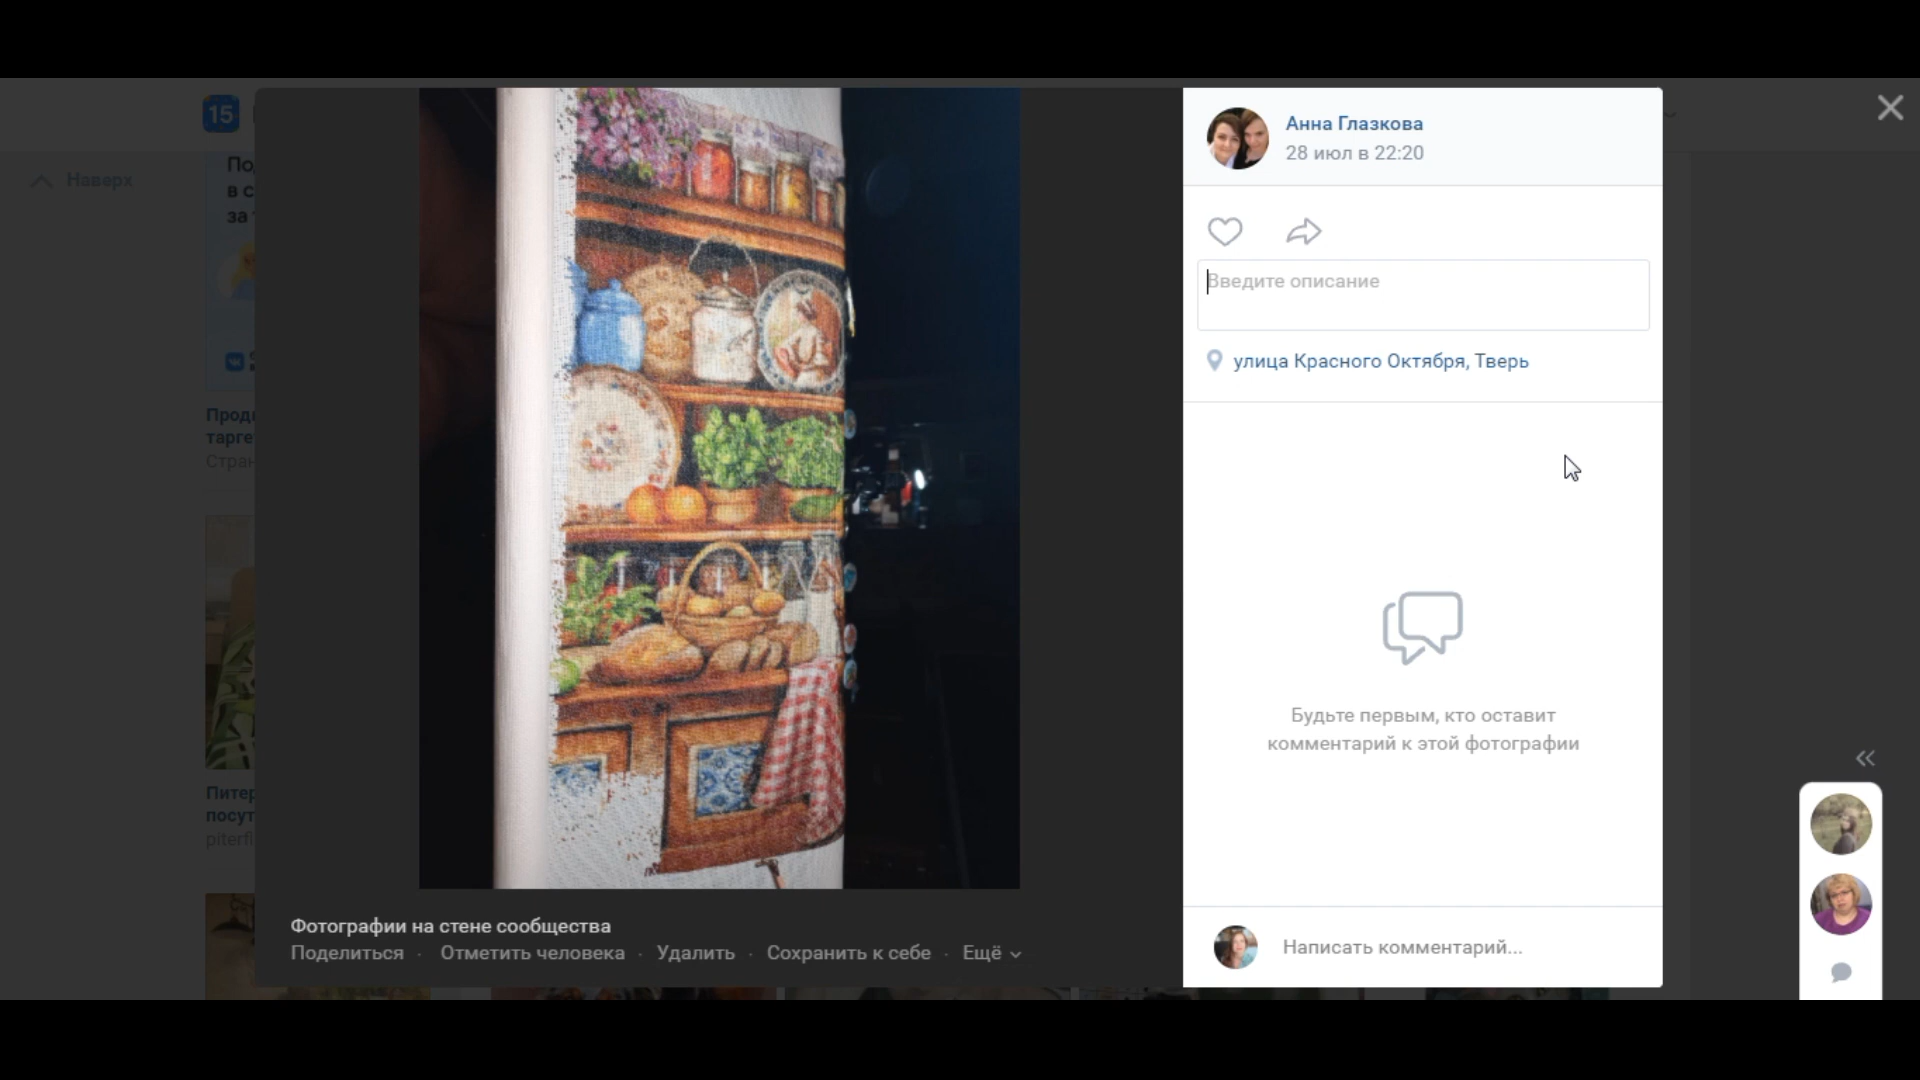 15
Наверх
в с
за
Анна Глазкова
28 июл в 22:20
Введите описание
улица Красного Октября, Тверь
Будьте первым, кто оставит
комментарий к этой фотографии
Написать комментарий...
Фотографии на стене сообщества
Поделиться · Отметить человека · Удалить · Сохранить к себе · Ещё